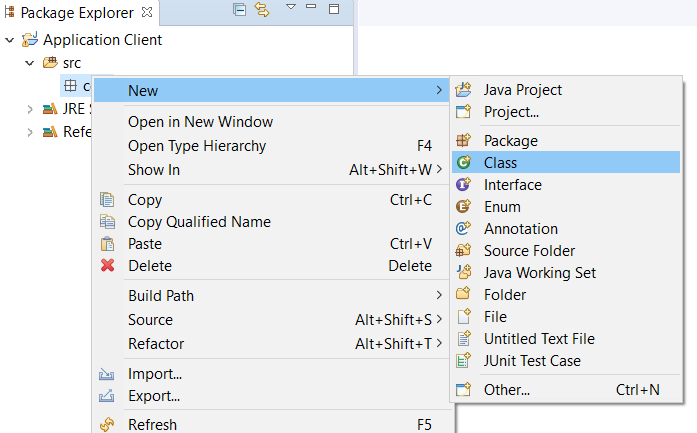 Package Explorer
Application Client
src
New
Open in New Window
Open Type Hierarchy F4
Show In Alt+Shift+W
Copy Ctrl+C
Copy Qualified Name
Paste Ctrl+V
Delete Delete
Build Path
Source Alt+Shift+S
Refactor Alt+Shift+T
Import...
Export...
Refresh F5
JRE S
Refe
Java Project
Project...
Package
Class
Interface
Enum
Annotation
Source Folder
Java Working Set
Folder
File
Untitled Text File
JUnit Test Case
Other... Ctrl+N